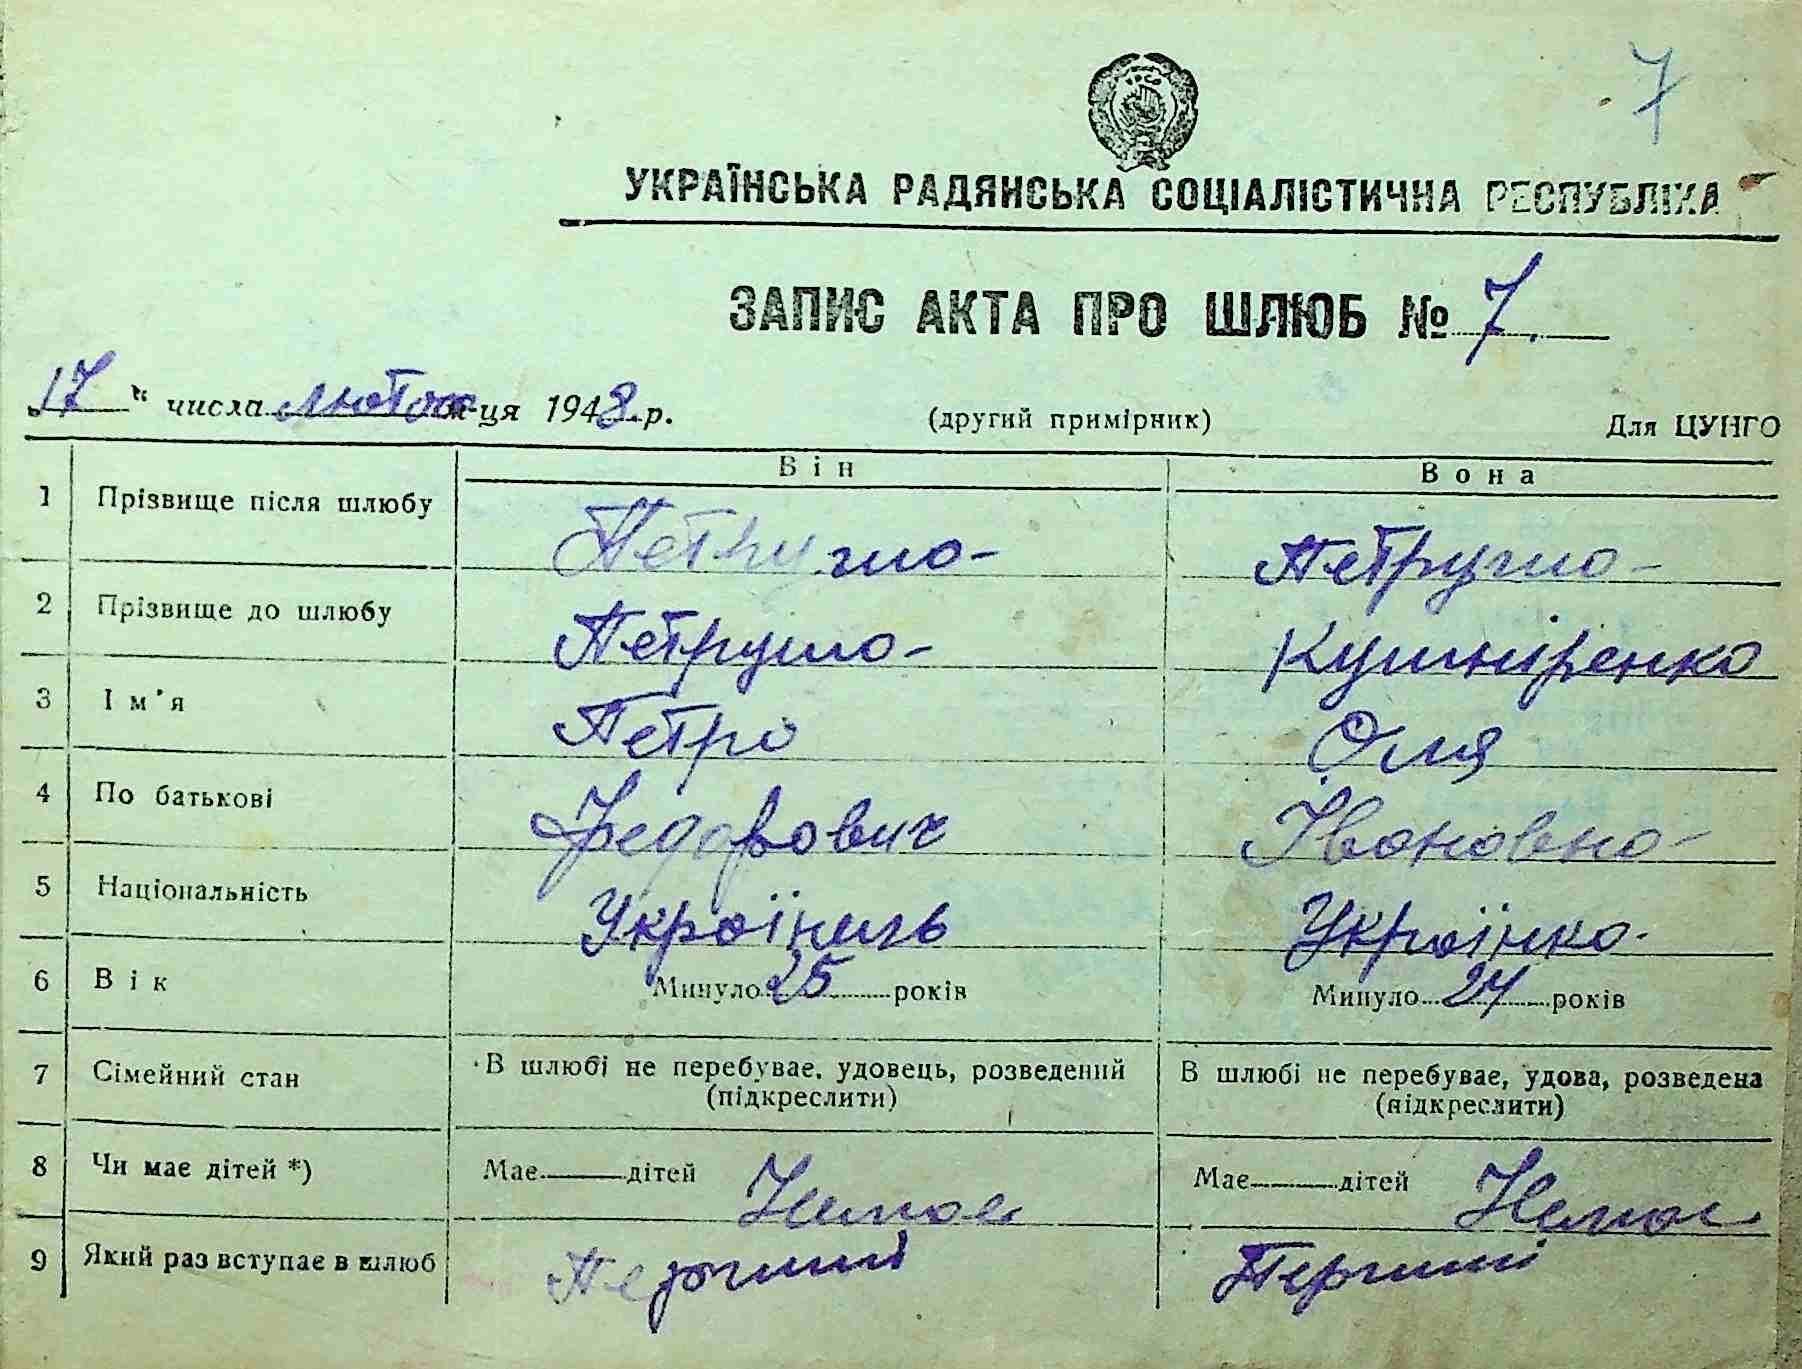 7
УКРАЇНСЬКА РАДЯНСЬКА СОЦІАЛІСТИЧНА РЕСПУБЛІКА
ЗАПИС АКТА ПРО ШЛЮБ № 7.
17 " числа лютого м-ця 1948 р. (другий примірник) Для ЦУНГО
Він Вона
1 Прізвище після шлюбу
2 Прізвище до шлюбу Кушніренко
3 Ім'я Петро Оля
4 По батькові Федорович Івановна
5 Національність Українець Українка
6 Вік Минуло 25 років Минуло 24 років
7 Сімейний стан В шлюбі не перебуває, удовець, розведений В шлюбі не перебуває, удова, розведена
(підкреслити) (підкреслити)
8 Чи має дітей *) Має дітей Немає Має дітей Немає
9 Який раз вступає в шлюб Перший Перший